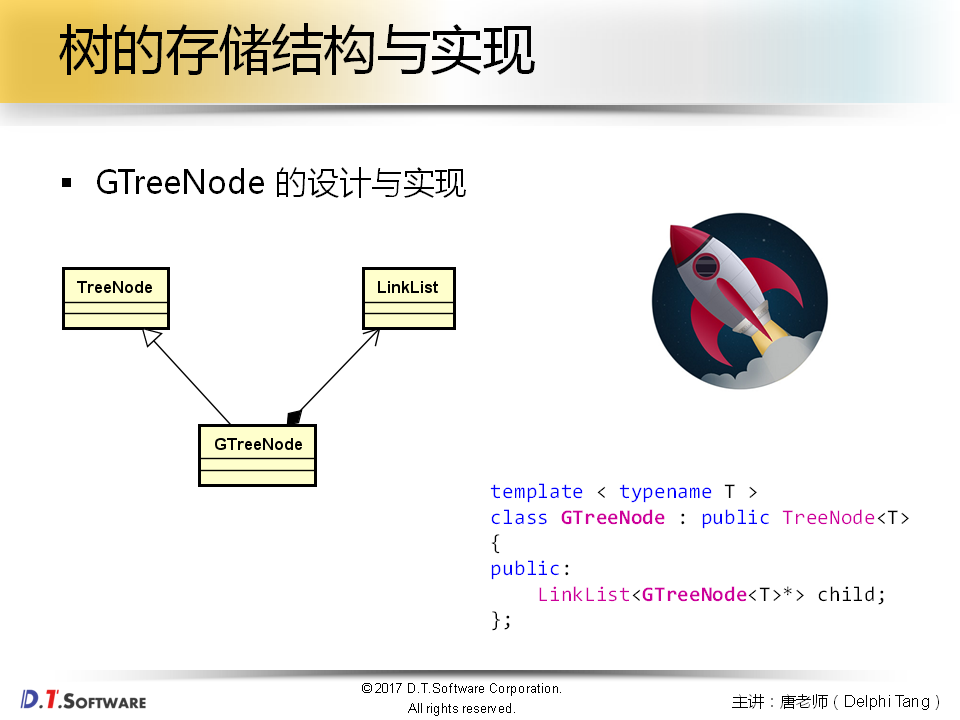 树的存储结构与实现
▪ GTreeNode 的设计与实现
TreeNode
LinkList
GTreeNode
template < typename T >
class GTreeNode : public TreeNode<T>
{
public:
    LinkList<GTreeNode<T>*> child;
};
D.T.SOFTWARE
©2017 D.T.Software Corporation.
All rights reserved.
主讲：唐老师（Delphi Tang）